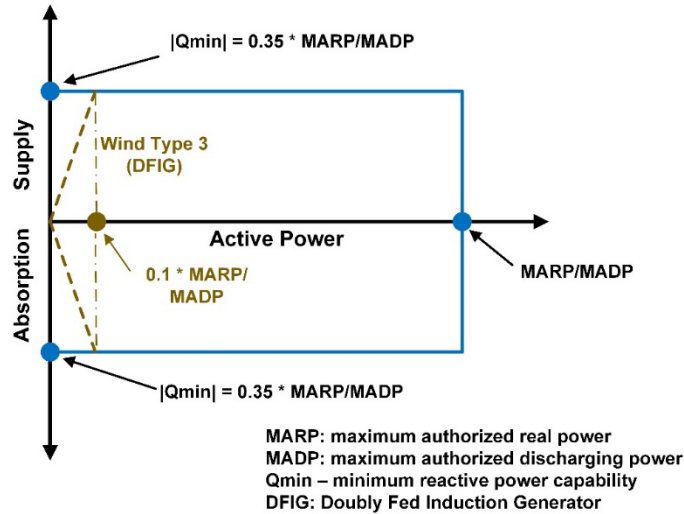 |Qmin| = 0.35 * MARP/MADP
Supply
Wind Type 3
(DFIG)
Active Power
Absorption
0.1 * MARP/
MADP
MARP/MADP
|Qmin| = 0.35 * MARP/MADP
MARP: maximum authorized real power
MADP: maximum authorized discharging power
Qmin – minimum reactive power capability
DFIG: Doubly Fed Induction Generator